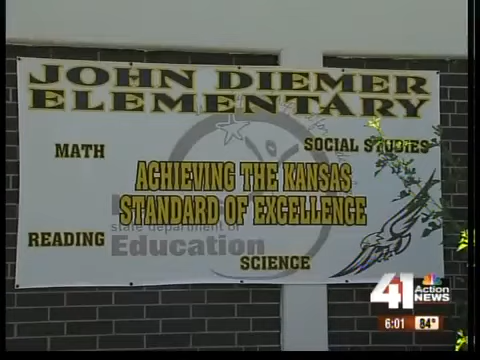 JOHN DIEMER
ELEMENTARY
MATH
SOCIAL STUDIES
ACHIEVING THE KANSAS
STANDARD OF EXCELLENCE
state department of
Education
READING
SCIENCE
41 Action
NEWS
6:01 84°